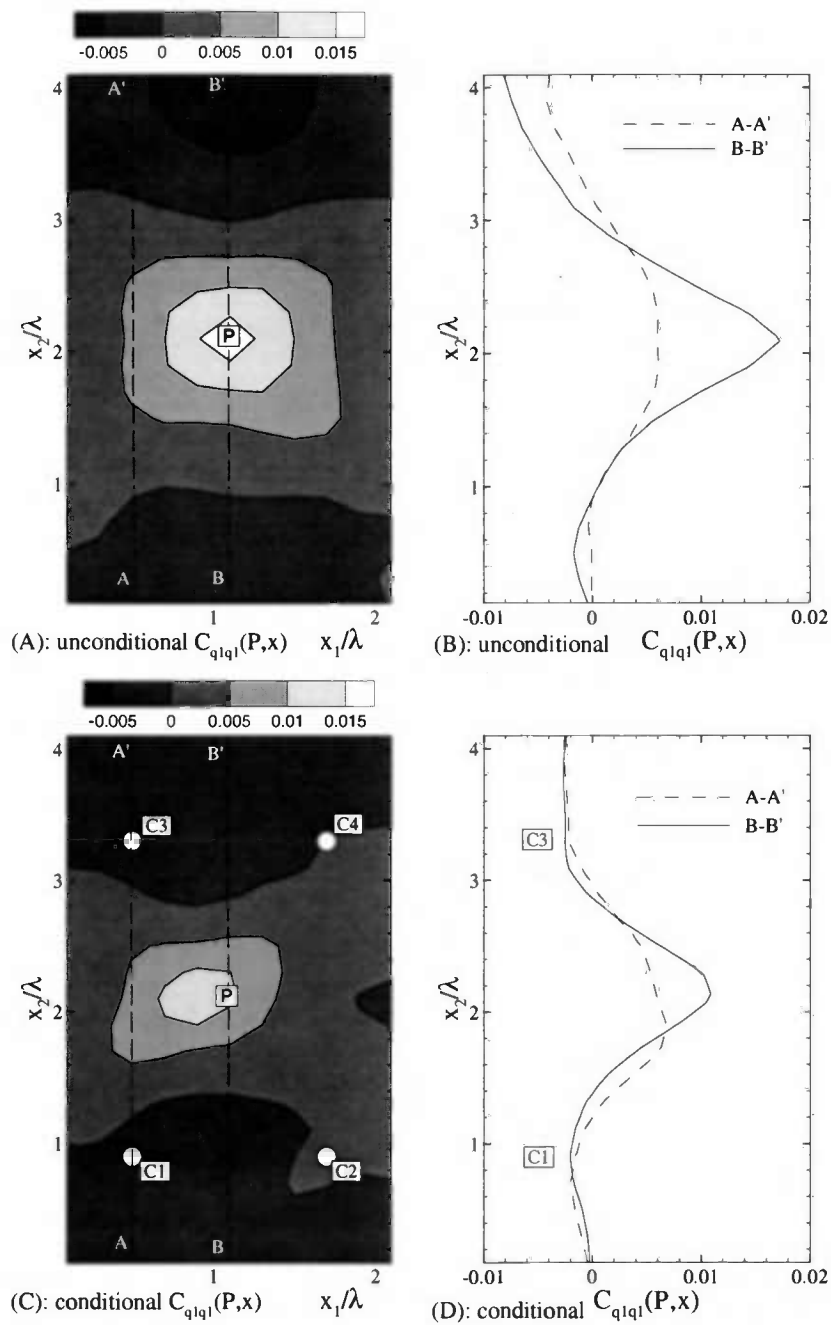 -0.005 0 0.005 0.01 0.015
4
A'
B'
3
x2/λ
P
2
1
A
B
1
2
(A): unconditional Cq1q1(P,x) x1/λ
4
A-A'
B-B'
3
x2/λ
2
1
-0.01 0 0.01 0.02
(B): unconditional Cq1q1(P,x)
-0.005 0 0.005 0.01 0.015
4
A'
B'
C3
C4
3
x2/λ
P
2
1
C1
C2
A
B
1
2
(C): conditional Cq1q1(P,x) x1/λ
4
A-A'
B-B'
C3
3
x2/λ
2
1
C1
-0.01 0 0.01 0.02
(D): conditional Cq1q1(P,x)